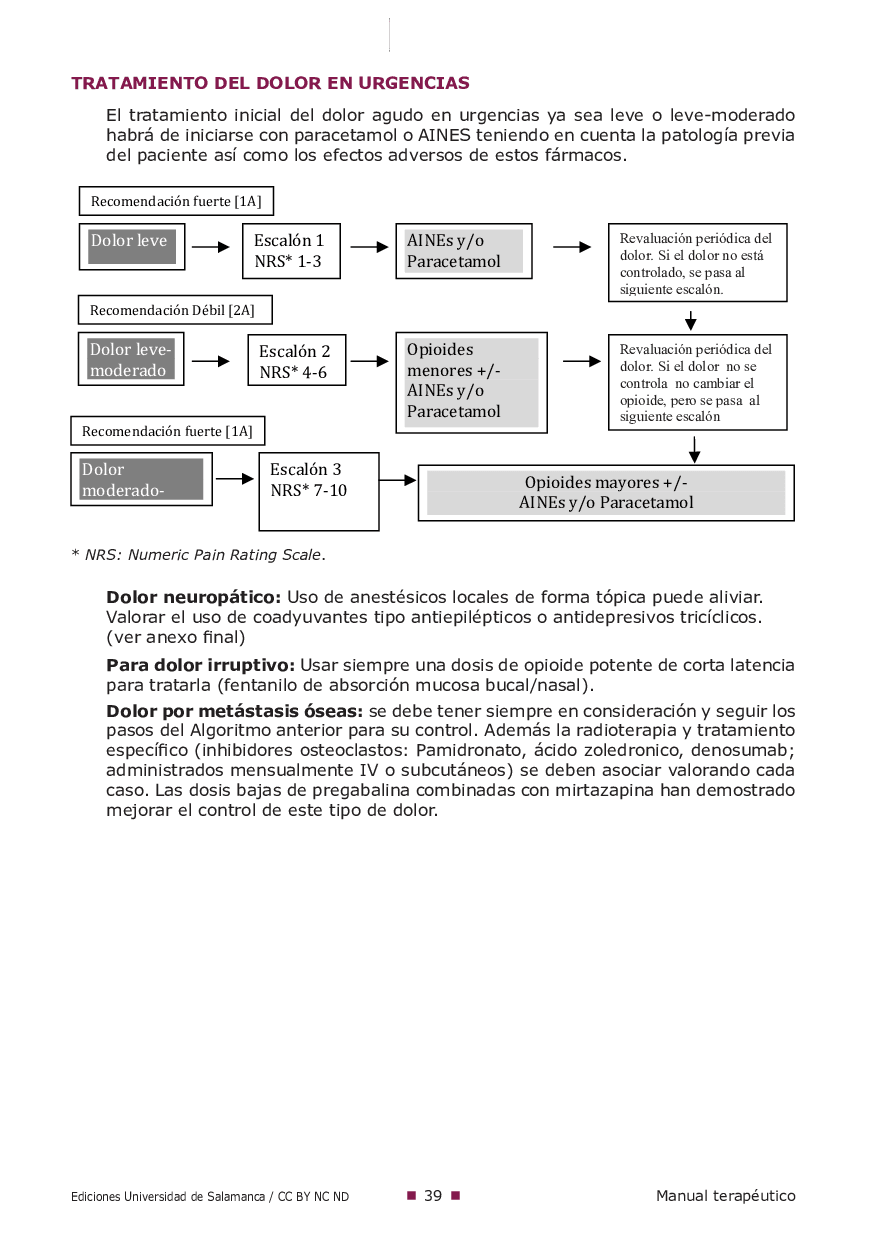 TRATAMIENTO DEL DOLOR EN URGENCIAS
El tratamiento inicial del dolor agudo en urgencias ya sea leve o leve-moderado
habrá de iniciarse con paracetamol o AINES teniendo en cuenta la patología previa
del paciente así como los efectos adversos de estos fármacos.
Recomendación fuerte [1A]
Dolor leve
Escalón 1
NRS* 1-3
AINEs y/o
Paracetamol
Revaluación periódica del
dolor. Si el dolor no está
controlado, se pasa al
siguiente escalón.
Recomendación Débil [2A]
Dolor leve-
moderado
Escalón 2
NRS* 4-6
Opioides
menores +/-
AINEs y/o
Paracetamol
Revaluación periódica del
dolor. Si el dolor no se
controla no cambiar el
opioide, pero se pasa al
siguiente escalón
Recomendación fuerte [1A]
Dolor
moderado-
Escalón 3
NRS* 7-10
Opioides mayores +/-
AINEs y/o Paracetamol
* NRS: Numeric Pain Rating Scale.
Dolor neuropático: Uso de anestésicos locales de forma tópica puede aliviar.
Valorar el uso de coadyuvantes tipo antiepilépticos o antidepresivos tricíclicos.
(ver anexo final)
Para dolor irruptivo: Usar siempre una dosis de opioide potente de corta latencia
para tratarla (fentanilo de absorción mucosa bucal/nasal).
Dolor por metástasis óseas: se debe tener siempre en consideración y seguir los
pasos del Algoritmo anterior para su control. Además la radioterapia y tratamiento
específico (inhibidores osteoclastos: Pamidronato, ácido zoledronico, denosumab;
administrados mensualmente IV o subcutáneos) se deben asociar valorando cada
caso. Las dosis bajas de pregabalina combinadas con mirtazapina han demostrado
mejorar el control de este tipo de dolor.
Ediciones Universidad de Salamanca / CC BY NC ND
39
Manual terapéutico